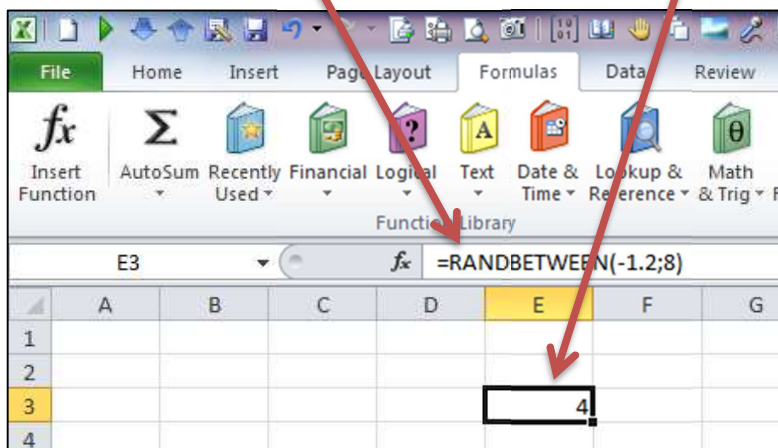 File Home Insert Page Layout Formulas Data Review
fx Σ ? A θ
Insert AutoSum Recently Financial Logical Text Date & Lookup & Math
Function Used Time Reference & Trig
Function Library
E3 fx =RANDBETWEEN(-1.2;8)
A B C D E F G
1
2
3 4
4